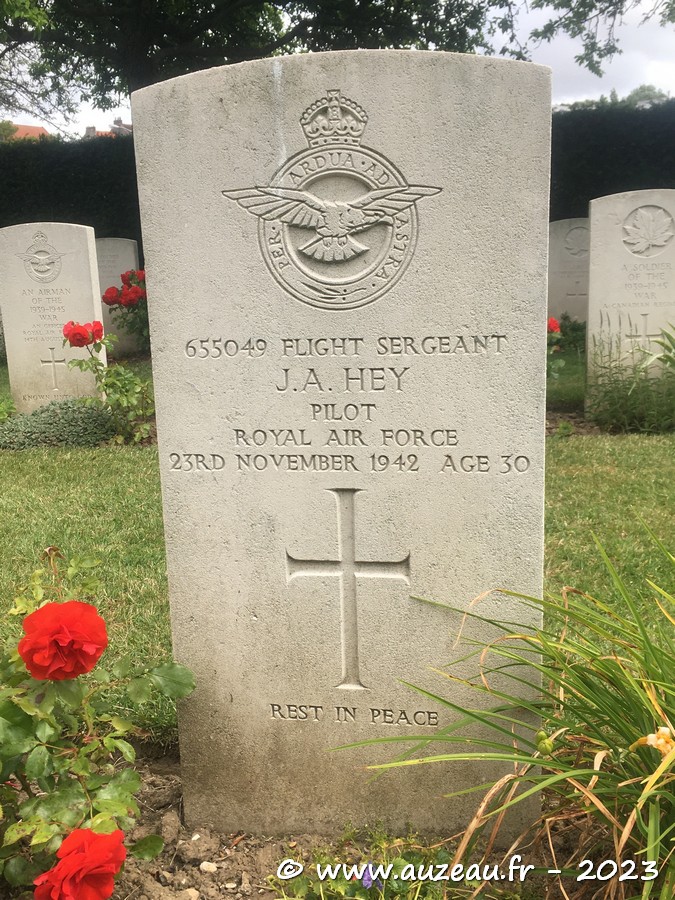 PER · ARDUA · AD ASTRA
655049 FLIGHT SERGEANT
J.A. HEY
PILOT
ROYAL AIR FORCE
23RD NOVEMBER 1942 AGE 30
REST IN PEACE
AN AIRMAN
OF THE
1939-1945
WAR
A SOLDIER
OF THE
1939-1945
WAR
© www.auzeau.fr - 2023